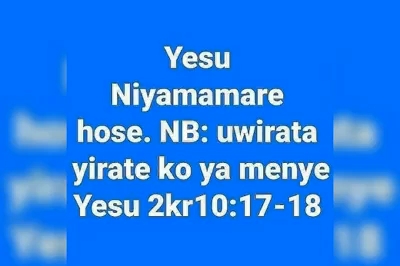 Yesu
Niyamamare
hose. NB: uwirata
yirate ko ya menye
Yesu 2kr10:17-18